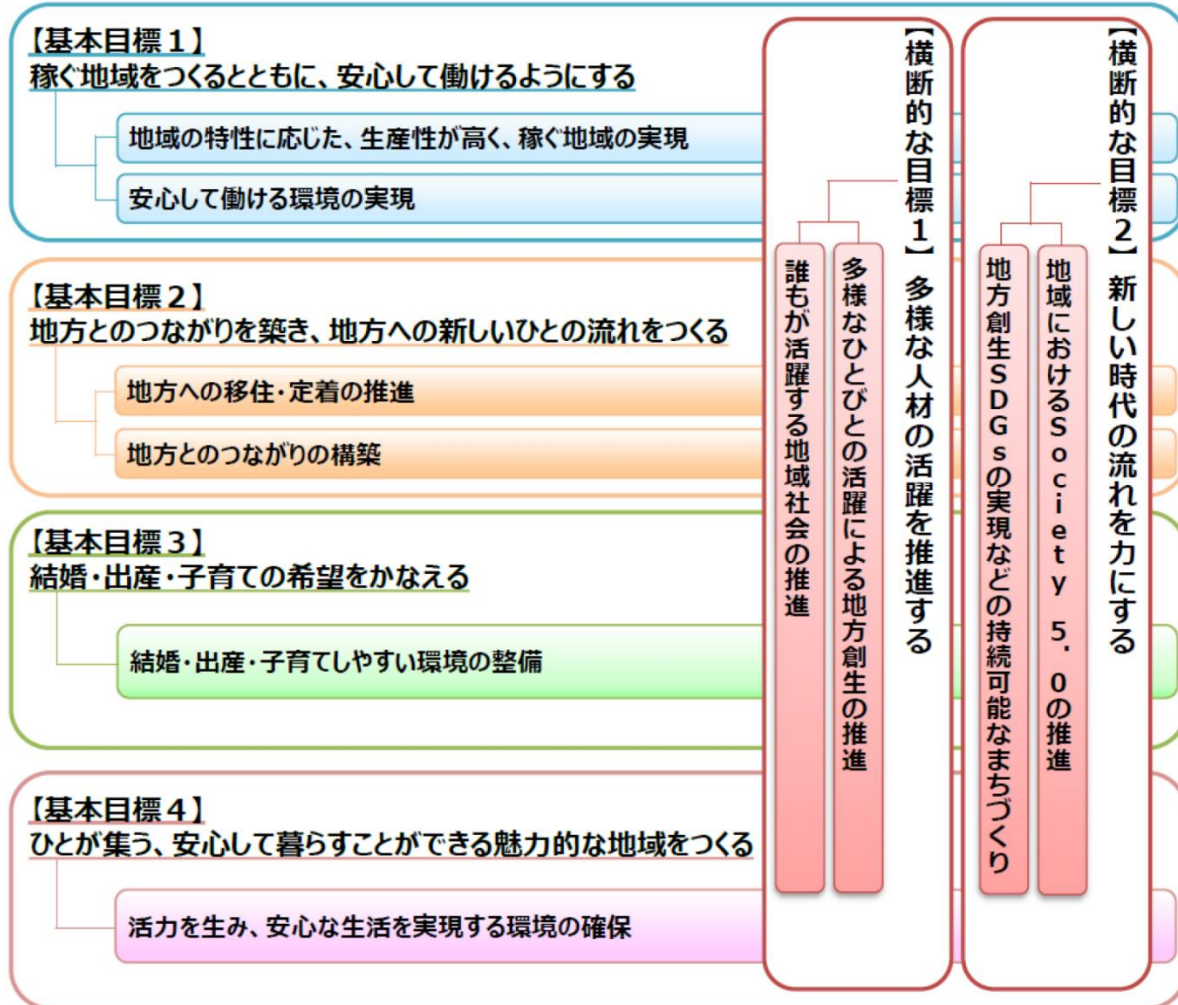 【基本目標１】
稼ぐ地域をつくるとともに、安心して働けるようにする
地域の特性に応じた、生産性が高く、稼ぐ地域の実現
安心して働ける環境の実現
【基本目標２】
地方とのつながりを築き、地方への新しいひとの流れをつくる
地方への移住・定着の推進
地方とのつながりの構築
【基本目標３】
結婚・出産・子育ての希望をかなえる
結婚・出産・子育てしやすい環境の整備
【基本目標４】
ひとが集う、安心して暮らすことができる魅力的な地域をつくる
活力を生み、安心な生活を実現する環境の確保
【横断的な目標１】多様な人材の活躍を推進する
多様なひとびとの活躍による地方創生の推進
誰もが活躍する地域社会の推進
【横断的な目標２】新しい時代の流れを力にする
地域におけるＳｏｃｉｅｔｙ ５．０の推進
地方創生ＳＤＧｓの実現などの持続可能なまちづくり